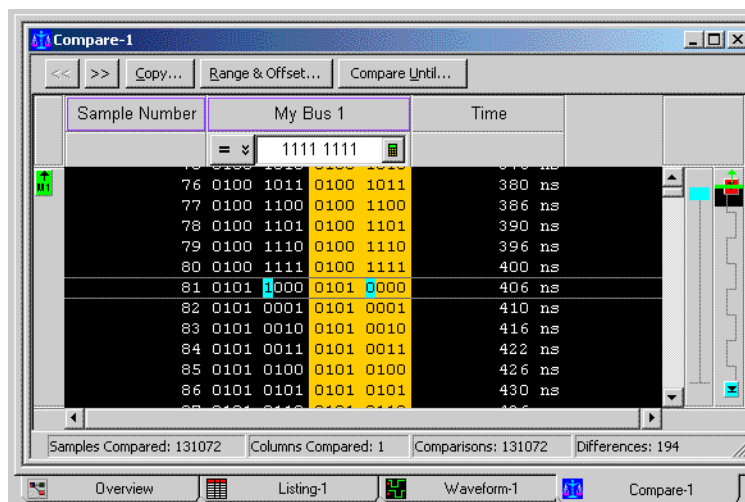 Compare-1
<< >> Copy... Range & Offset... Compare Until...
Sample Number My Bus 1 Time
= 1111 1111
M1 76 0100 1011 0100 1011 380 ns
77 0100 1100 0100 1100 386 ns
78 0100 1101 0100 1101 390 ns
79 0100 1110 0100 1110 396 ns
80 0100 1111 0100 1111 400 ns
81 0101 1000 0101 0000 406 ns
82 0101 0001 0101 0001 410 ns
83 0101 0010 0101 0010 416 ns
84 0101 0011 0101 0011 422 ns
85 0101 0100 0101 0100 426 ns
86 0101 0101 0101 0101 430 ns
Samples Compared: 131072 Columns Compared: 1 Comparisons: 131072 Differences: 194
Overview Listing-1 Waveform-1 Compare-1